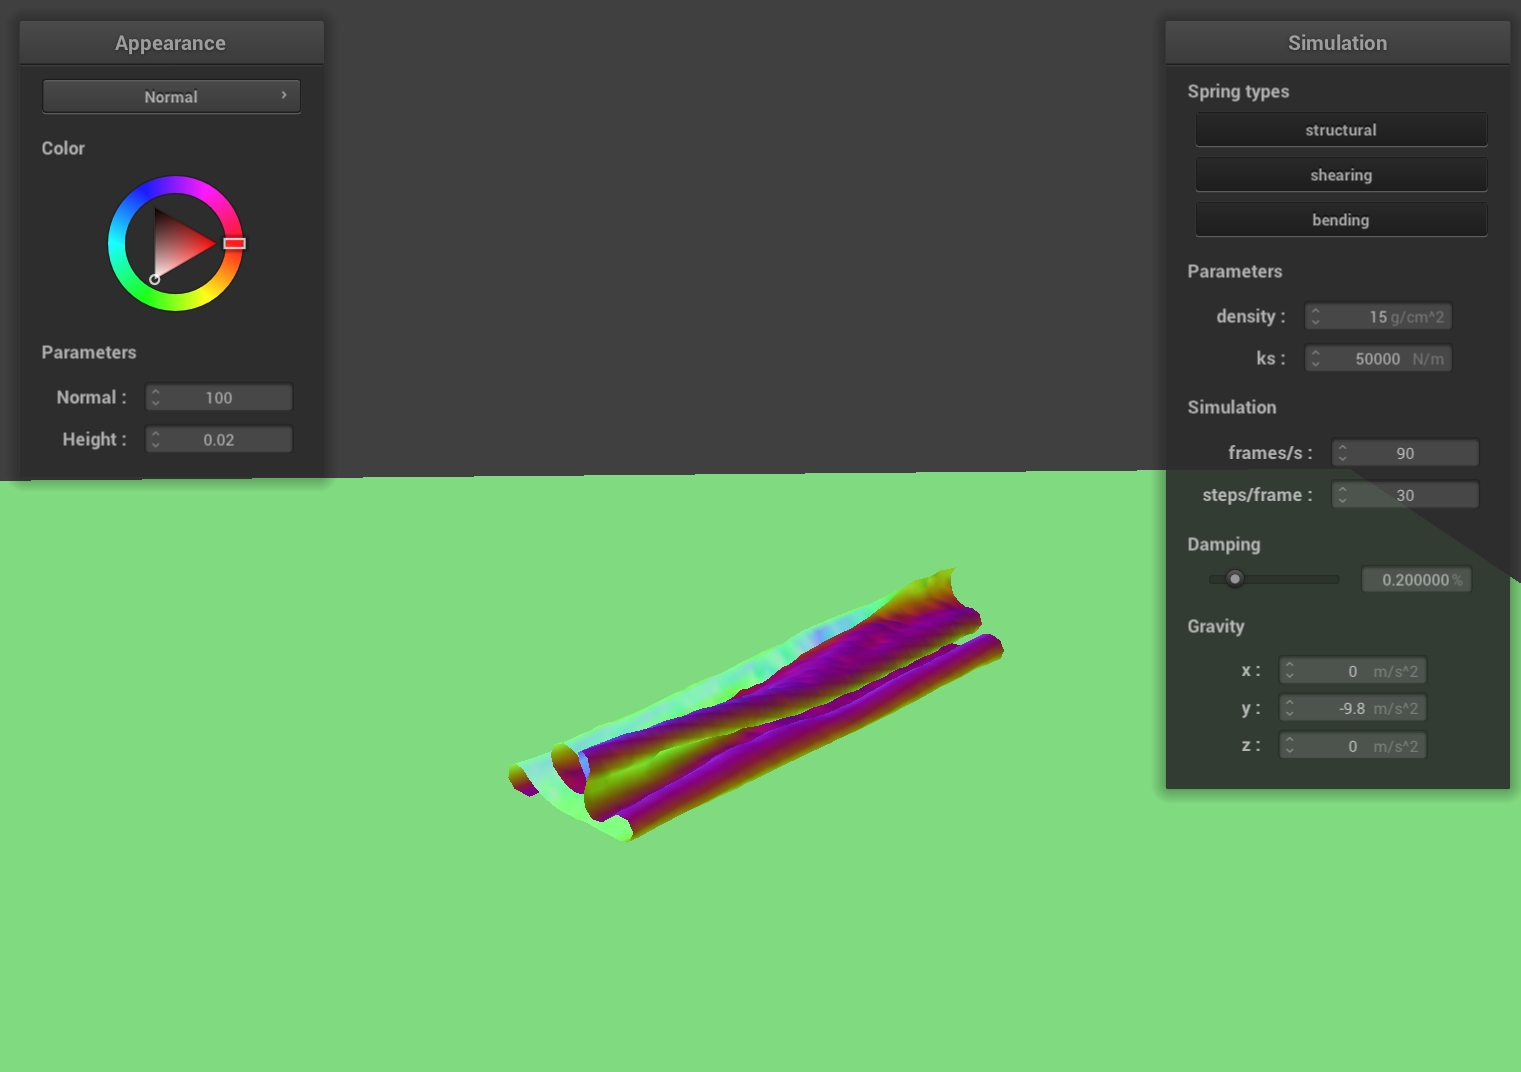 Appearance
Normal
Color
Parameters
Normal : 100
Height : 0.02
Simulation
Spring types
structural
shearing
bending
Parameters
density : 15 g/cm^2
ks : 50000 N/m
Simulation
frames/s : 90
steps/frame : 30
Damping
0.200000 %
Gravity
x : 0 m/s^2
y : -9.8 m/s^2
z : 0 m/s^2